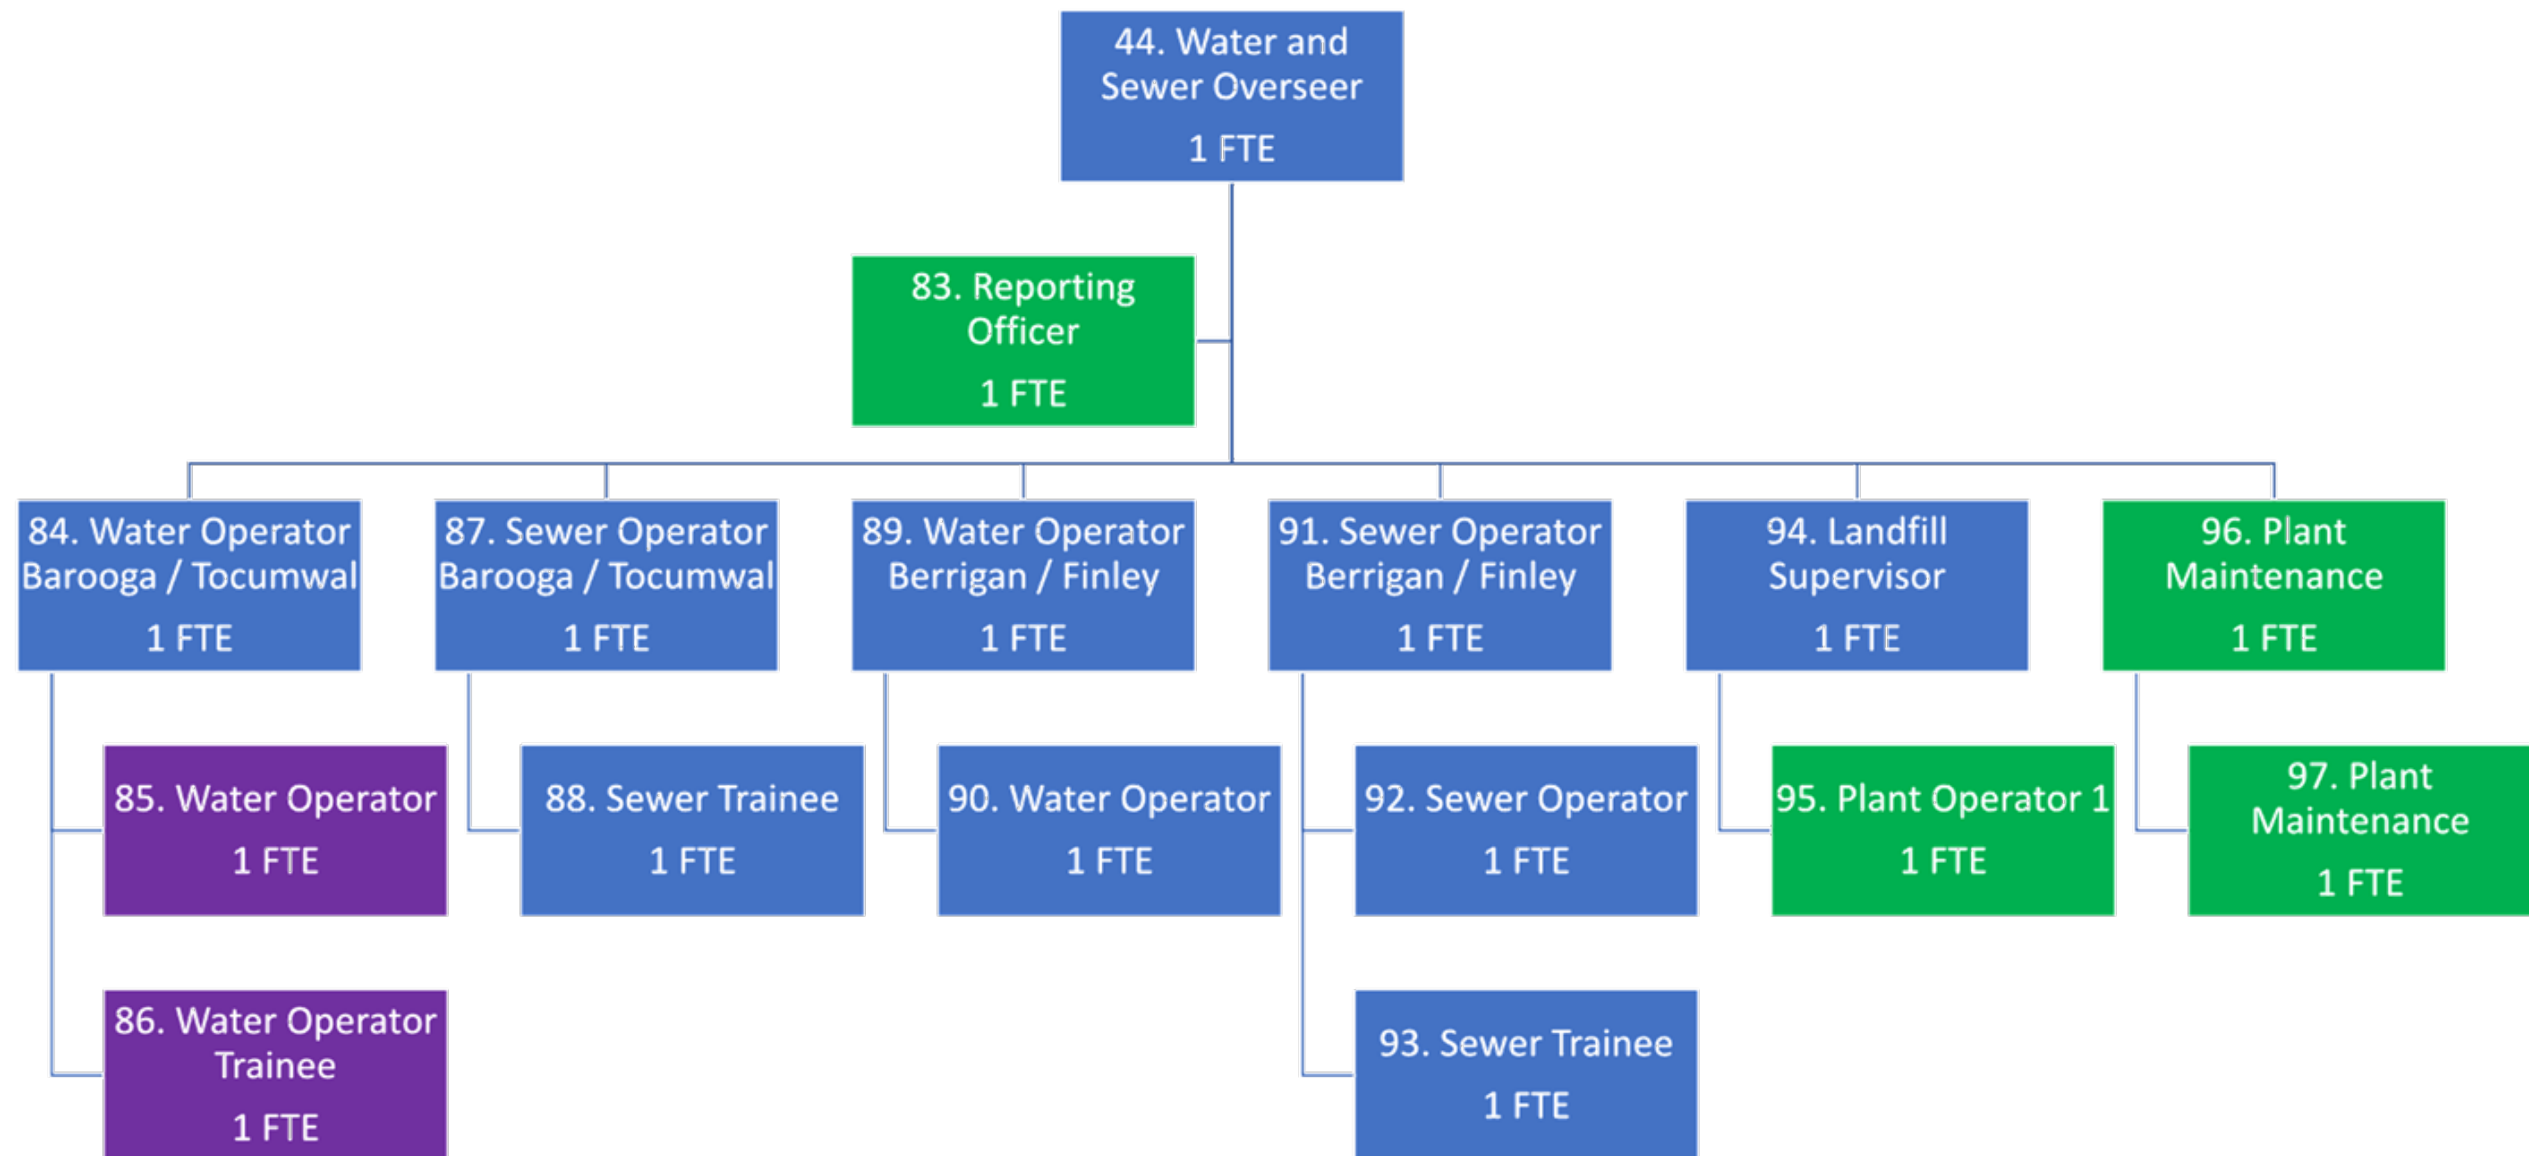 44. Water and
Sewer Overseer
1 FTE
83. Reporting
Officer
1 FTE
84. Water Operator
Barooga / Tocumwal
1 FTE
87. Sewer Operator
Barooga / Tocumwal
1 FTE
89. Water Operator
Berrigan / Finley
1 FTE
91. Sewer Operator
Berrigan / Finley
1 FTE
94. Landfill
Supervisor
1 FTE
96. Plant
Maintenance
1 FTE
85. Water Operator
1 FTE
88. Sewer Trainee
1 FTE
90. Water Operator
1 FTE
92. Sewer Operator
1 FTE
95. Plant Operator 1
1 FTE
97. Plant
Maintenance
1 FTE
86. Water Operator
Trainee
1 FTE
93. Sewer Trainee
1 FTE